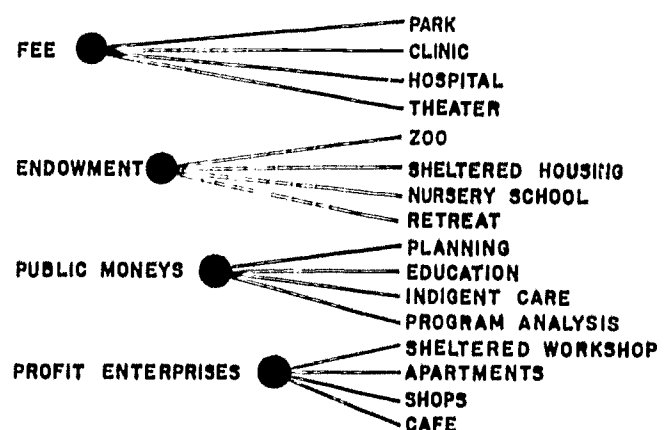 FEE
PARK
CLINIC
HOSPITAL
THEATER
ENDOWMENT
ZOO
SHELTERED HOUSING
NURSERY SCHOOL
RETREAT
PUBLIC MONEYS
PLANNING
EDUCATION
INDIGENT CARE
PROGRAM ANALYSIS
PROFIT ENTERPRISES
SHELTERED WORKSHOP
APARTMENTS
SHOPS
CAFE